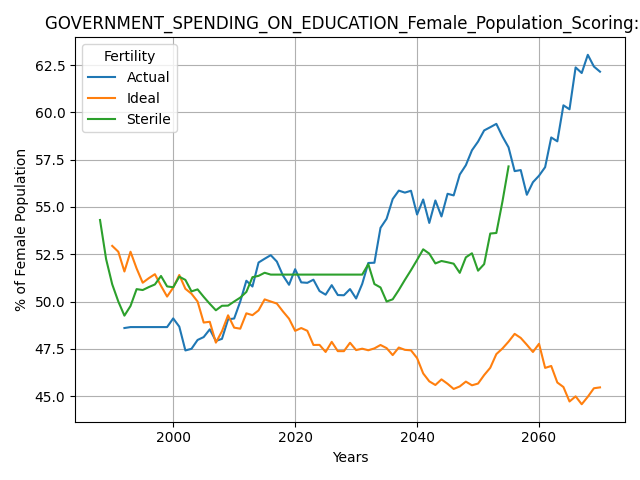 GOVERNMENT_SPENDING_ON_EDUCATION_Female_Population_Scoring:
Fertility
Actual
Ideal
Sterile
% of Female Population
62.5
60.0
57.5
55.0
52.5
50.0
47.5
45.0
2000
2020
2040
2060
Years